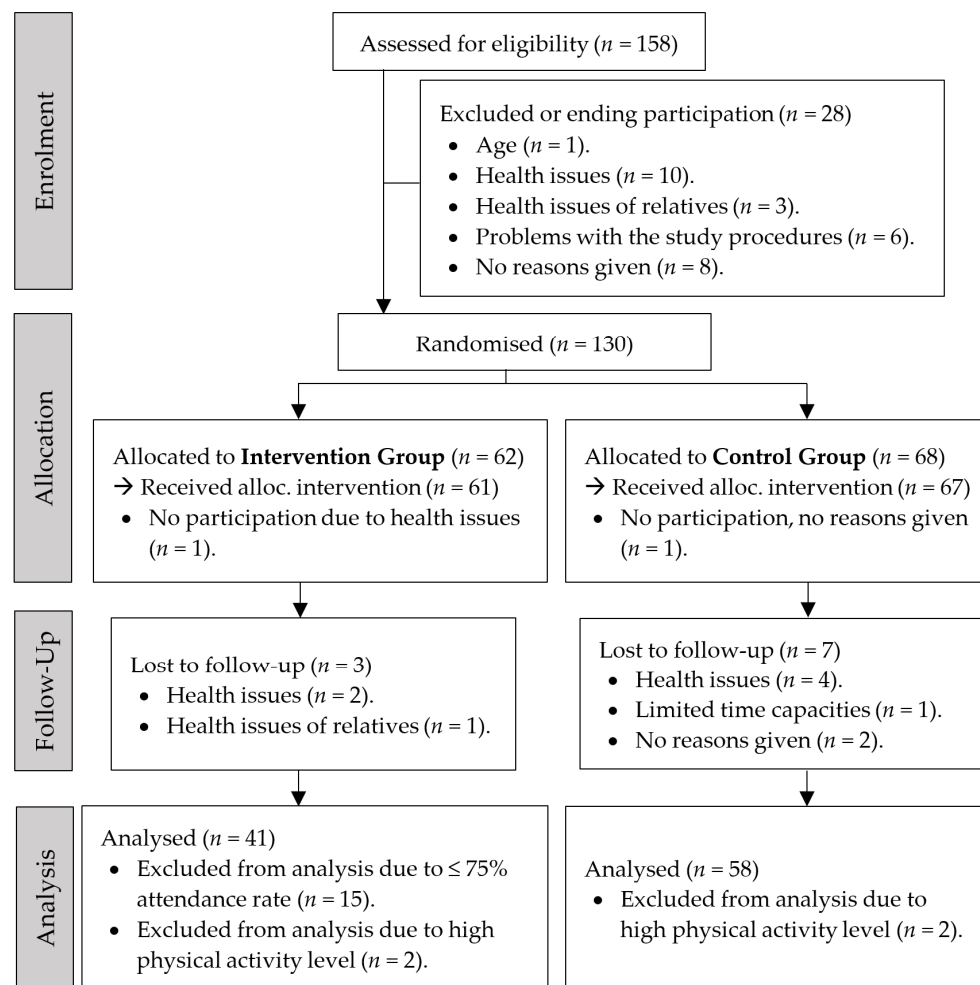 Enrolment
Assessed for eligibility (n = 158)
Excluded or ending participation (n = 28)
• Age (n = 1).
• Health issues (n = 10).
• Health issues of relatives (n = 3).
• Problems with the study procedures (n = 6).
• No reasons given (n = 8).
Allocation
Randomised (n = 130)
Allocated to Intervention Group (n = 62)
→ Received alloc. intervention (n = 61)
• No participation due to health issues
(n = 1).
Allocated to Control Group (n = 68)
→ Received alloc. intervention (n = 67)
• No participation, no reasons given
(n = 1).
Follow-Up
Lost to follow-up (n = 3)
• Health issues (n = 2).
• Health issues of relatives (n = 1).
Lost to follow-up (n = 7)
• Health issues (n = 4).
• Limited time capacities (n = 1).
• No reasons given (n = 2).
Analysis
Analysed (n = 41)
• Excluded from analysis due to ≤ 75%
attendance rate (n = 15).
• Excluded from analysis due to high
physical activity level (n = 2).
Analysed (n = 58)
• Excluded from analysis due to
high physical activity level (n = 2).